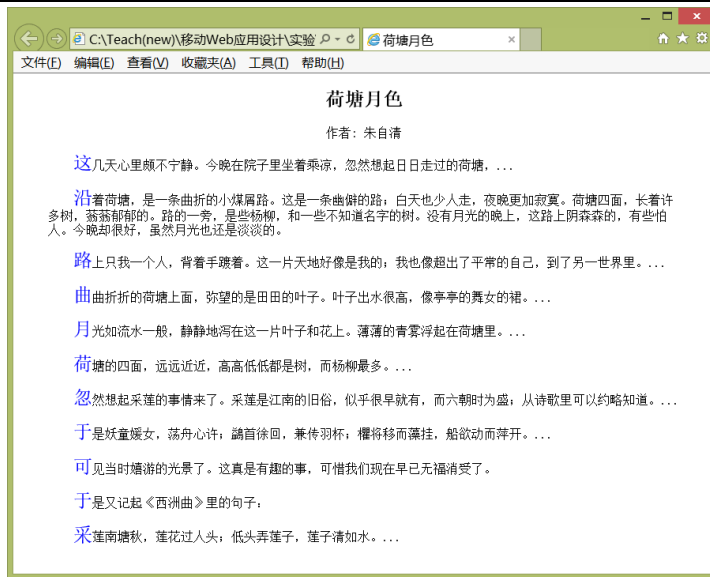 C:\Teach(new)\移动Web应用设计\实验
荷塘月色
文件(F) 编辑(E) 查看(V) 收藏夹(A) 工具(T) 帮助(H)
荷塘月色
作者：朱自清
这几天心里颇不宁静。今晚在院子里坐着乘凉，忽然想起日日走过的荷塘，...
沿着荷塘，是一条曲折的小煤屑路。这是一条幽僻的路；白天也少人走，夜晚更加寂寞。荷塘四面，长着许
多树，蓊蓊郁郁的。路的一旁，是些杨柳，和一些不知道名字的树。没有月光的晚上，这路上阴森森的，有些怕
人。今晚却很好，虽然月光也还是淡淡的。
路上只我一个人，背着手踱着。这一片天地好像是我的；我也像超出了平常的自己，到了另一世界里。...
曲曲折折的荷塘上面，弥望的是田田的叶子。叶子出水很高，像亭亭的舞女的裙。...
月光如流水一般，静静地泻在这一片叶子和花上。薄薄的青雾浮起在荷塘里。...
荷塘的四面，远远近近，高高低低都是树，而杨柳最多。...
忽然想起采莲的事情来了。采莲是江南的旧俗，似乎很早就有，而六朝时为盛；从诗歌里可以约略知道。...
于是妖童媛女，荡舟心许；鷁首徐回，兼传羽杯；櫂将移而藻挂，船欲动而萍开。...
可见当时嬉游的光景了。这真是有趣的事，可惜我们现在早已无福消受了。
于是又记起《西洲曲》里的句子：
采莲南塘秋，莲花过人头；低头弄莲子，莲子清如水。...